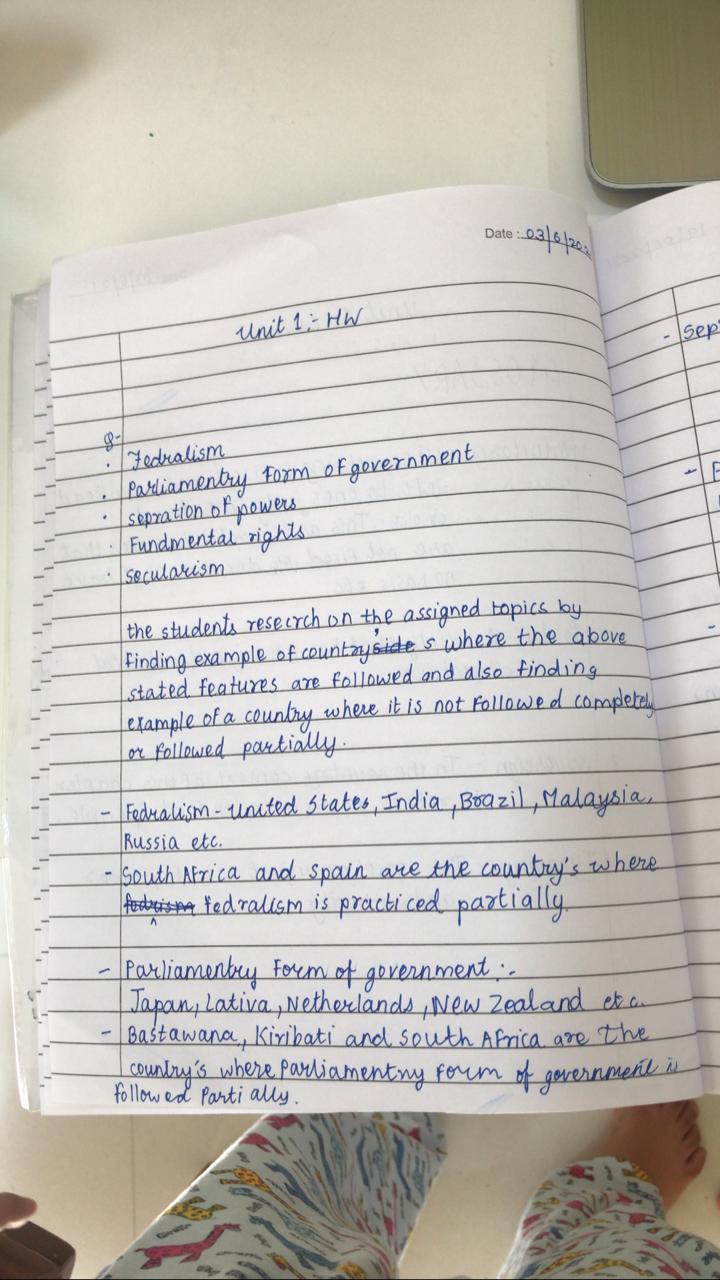 Date : 03/6/202
Unit 1 :- HW
Q-
. Fedralism
. Parliamentry form of government
. sepration of powers
. Fundmental rights
. secularism
the students reserch on the assigned topics by
finding example of country's where the above
stated features are followed and also finding
example of a country where it is not followed completely
or followed partially.
- Fedralism - united states, India, Brazil, Malaysia,
Russia etc.
- South Africa and spain are the country's where
fedralism is practiced partially.
- Parliamentry form of government :-
Japan, Lativa, Netherlands, New Zealand etc.
- Bastawana, Kiribati and south Africa are the
country's where parliamentry form of government is
followed partially.
- sep